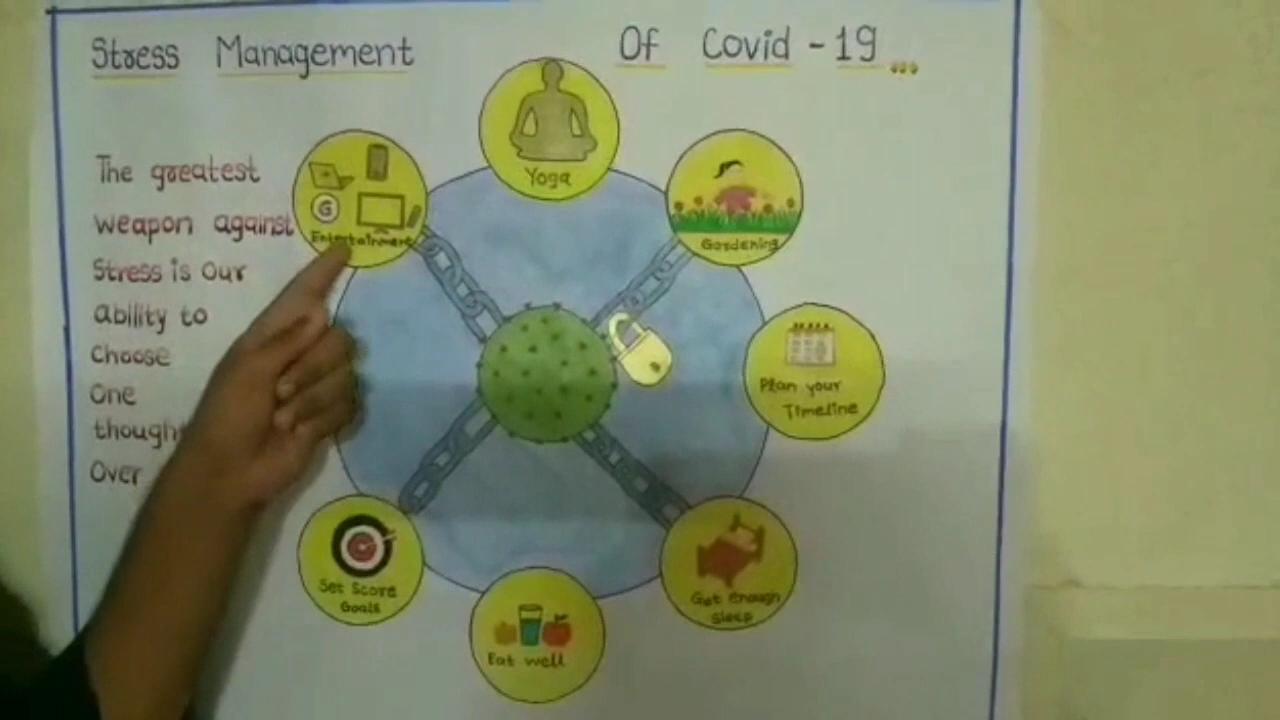 Stress Management Of Covid-19...
The greatest
weapon against
Stress is Our
ability to
Choose
One
Over
Yoga
Entertainment
G
Gardening
Plan your
Timeline
Get enough
Sleep
Eat well
Set Score
Goals